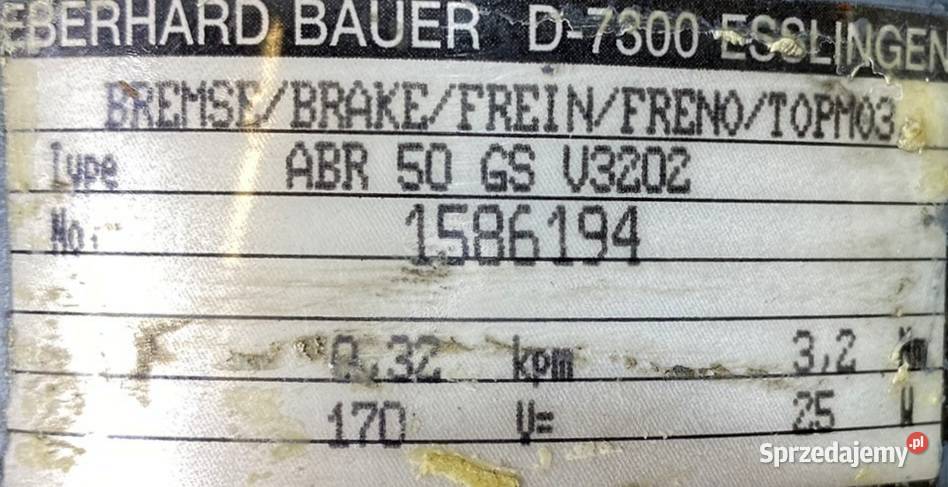 EBERHARD BAUER D-7300 ESSLINGEN
BREMSE/BRAKE/FREIN/FRENO/TOPMO3
Type ABR 50 GS V3202
No. 1586194
0,32 kpm 3,2 Nm
170 V= 25 W
Sprzedajemy.pl